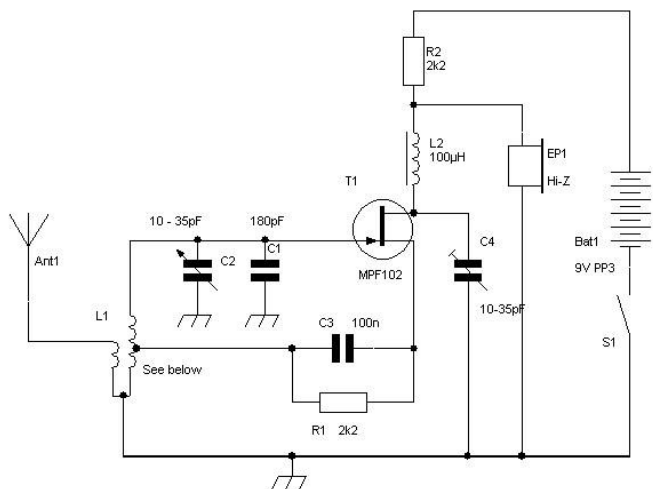 R2
2k2
L2
100µH
EP1
Hi-Z
T1
10 - 35pF
180pF
C2
C1
MPF102
C4
10-35pF
Bat1
9V PP3
S1
Ant1
L1
See below
C3 100n
R1 2k2